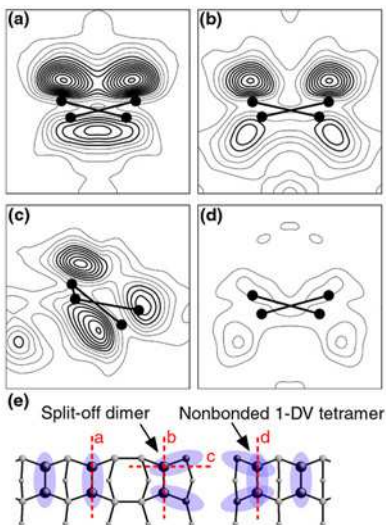 (a) (b)
(c) (d)
(e) Split-off dimer Nonbonded 1-DV tetramer
a b d
c